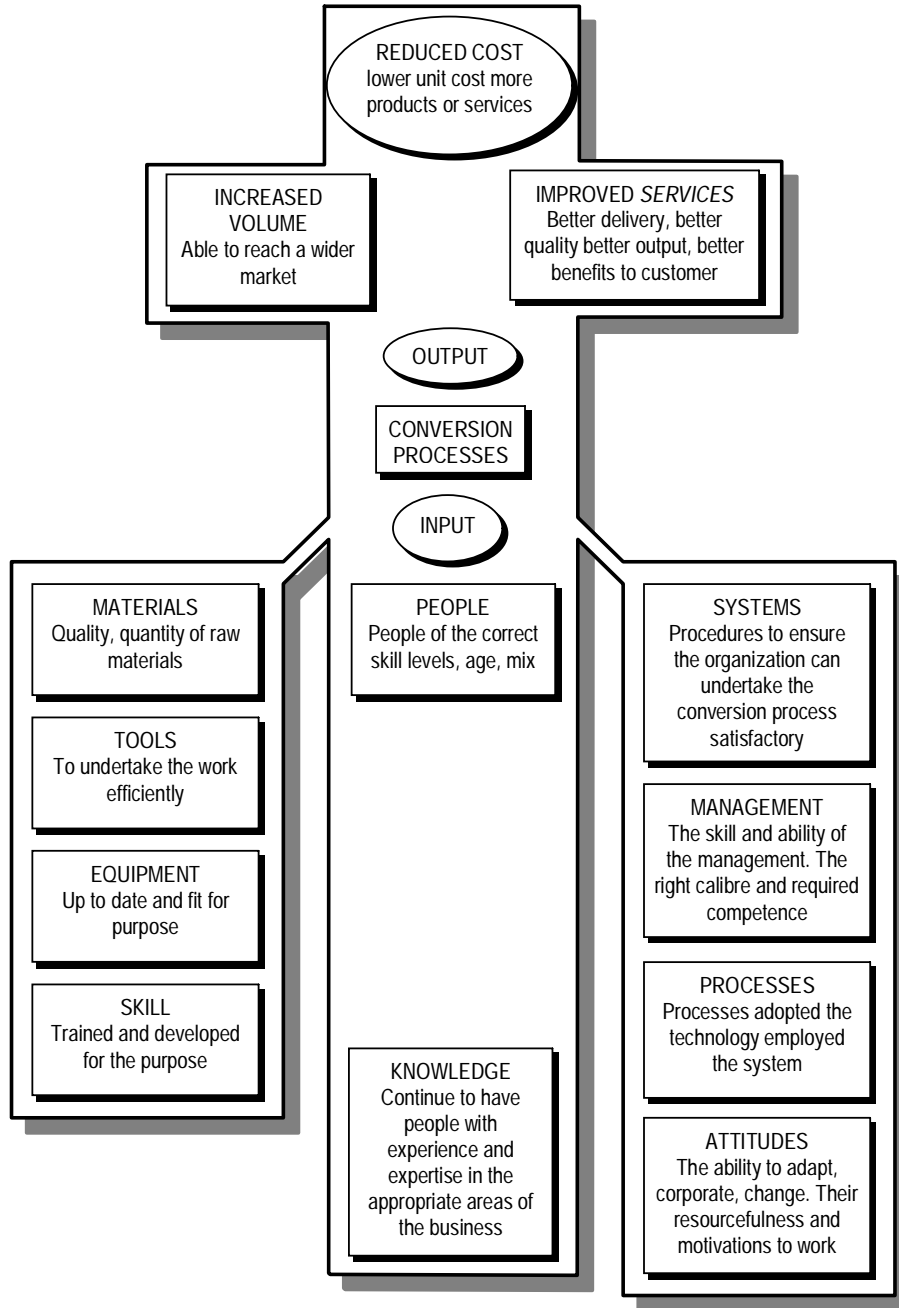 REDUCED COST
lower unit cost more
products or services
INCREASED
VOLUME
Able to reach a wider
market
IMPROVED SERVICES
Better delivery, better
quality better output, better
benefits to customer
OUTPUT
CONVERSION
PROCESSES
INPUT
MATERIALS
Quality, quantity of raw
materials
TOOLS
To undertake the work
efficiently
EQUIPMENT
Up to date and fit for
purpose
SKILL
Trained and developed
for the purpose
PEOPLE
People of the correct
skill levels, age, mix
KNOWLEDGE
Continue to have
people with
experience and
expertise in the
appropriate areas of
the business
SYSTEMS
Procedures to ensure
the organization can
undertake the
conversion process
satisfactory
MANAGEMENT
The skill and ability of
the management. The
right calibre and required
competence
PROCESSES
Processes adopted the
technology employed
the system
ATTITUDES
The ability to adapt,
corporate, change. Their
resourcefulness and
motivations to work